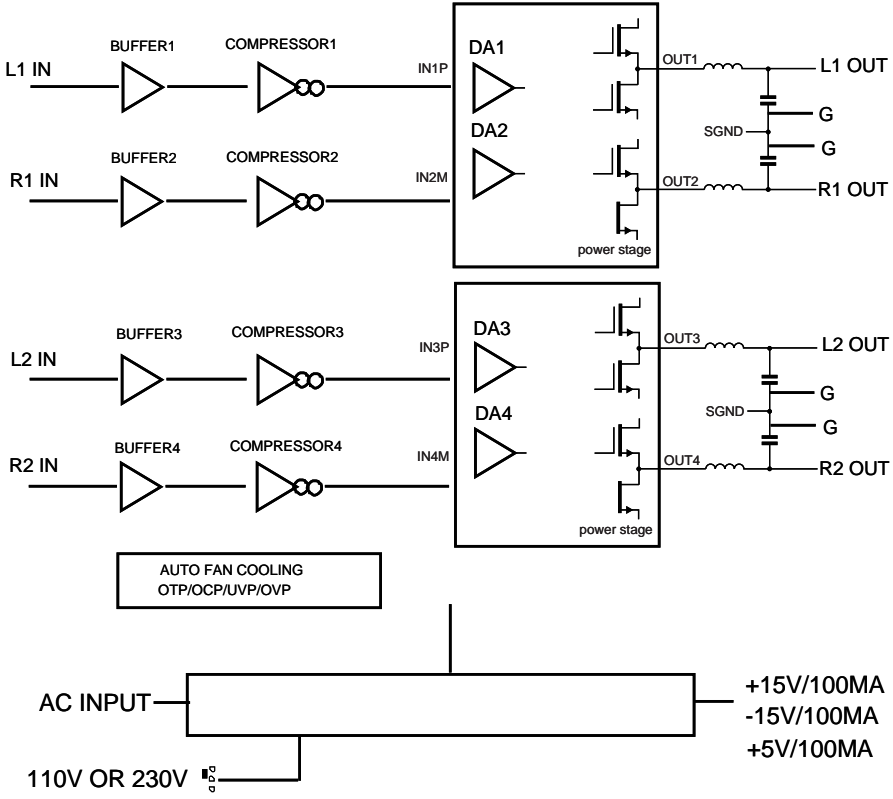 BUFFER1
COMPRESSOR1
L1 IN
IN1P
DA1
OUT1
L1 OUT
G
SGND
G
DA2
BUFFER2
COMPRESSOR2
R1 IN
IN2M
OUT2
R1 OUT
power stage
BUFFER3
COMPRESSOR3
L2 IN
IN3P
DA3
OUT3
L2 OUT
G
SGND
G
DA4
BUFFER4
COMPRESSOR4
R2 IN
IN4M
OUT4
R2 OUT
power stage
AUTO FAN COOLING
OTP/OCP/UVP/OVP
AC INPUT
+15V/100MA
-15V/100MA
+5V/100MA
110V OR 230V